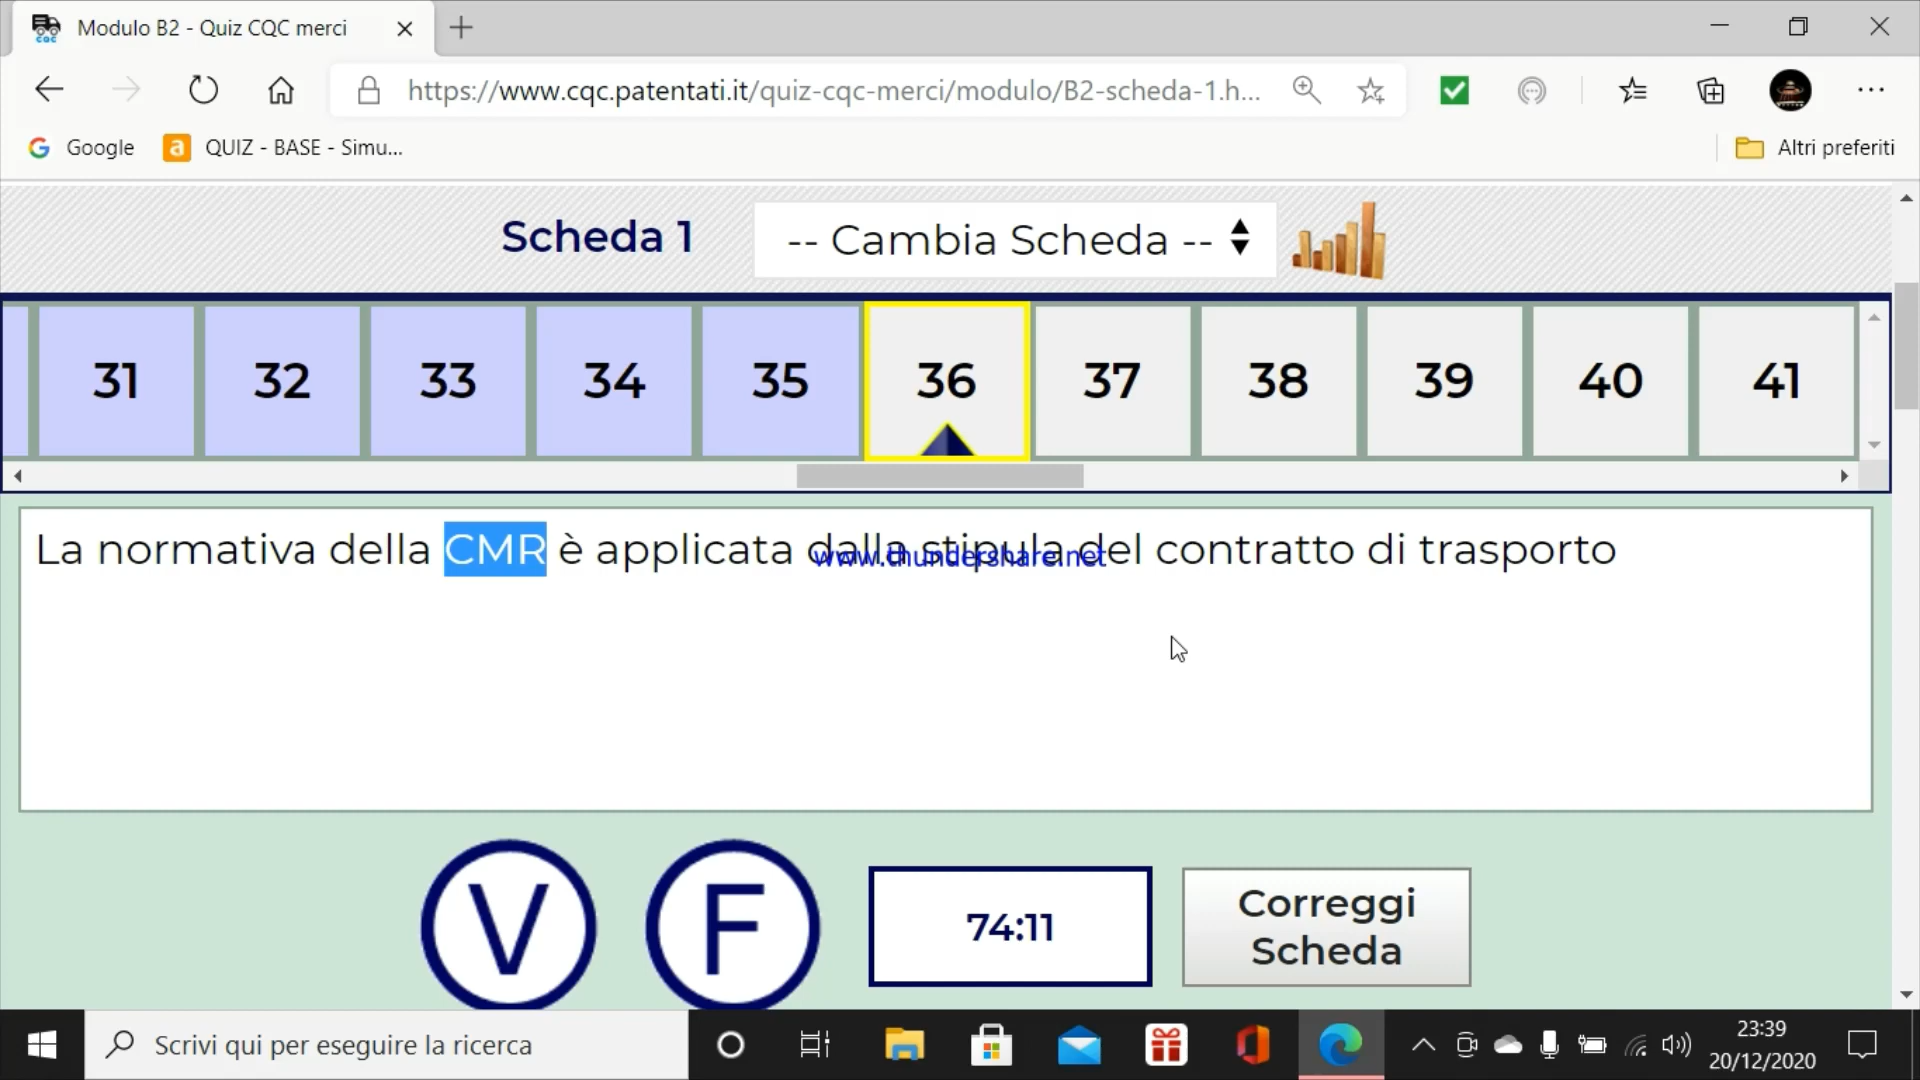 Modulo B2 - Quiz CQC merci
https://www.cqc.patentati.it/quiz-cqc-merci/modulo/B2-scheda-1.h...
Google
QUIZ - BASE - Simu...
Altri preferiti
Scheda 1
-- Cambia Scheda --
31 32 33 34 35 36 37 38 39 40 41
La normativa della CMR è applicata dalla stipula del contratto di trasporto
www.thundershare.net
V
F
74:11
Correggi
Scheda
Scrivi qui per eseguire la ricerca
23:39
20/12/2020